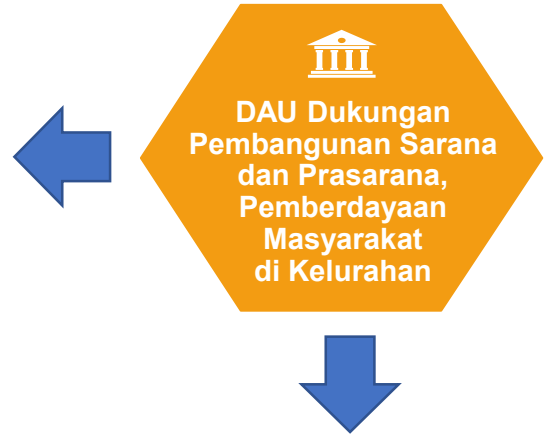 DAU Dukungan
Pembangunan Sarana
dan Prasarana,
Pemberdayaan
Masyarakat
di Kelurahan